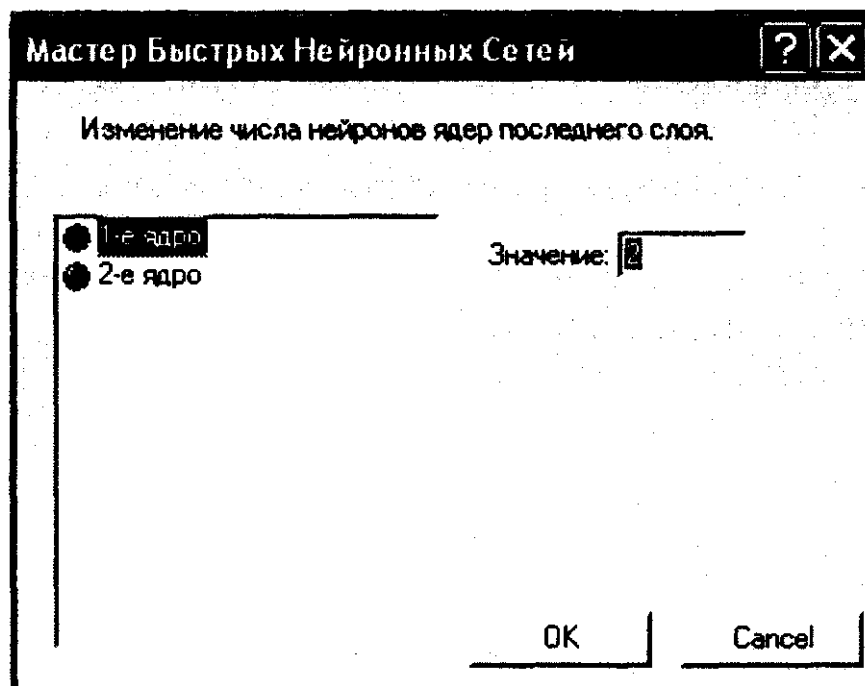 Мастер Быстрых Нейронных Сетей
Изменение числа нейронов ядер последнего слоя.
1-е ядро
2-е ядро
Значение: 2
OK
Cancel